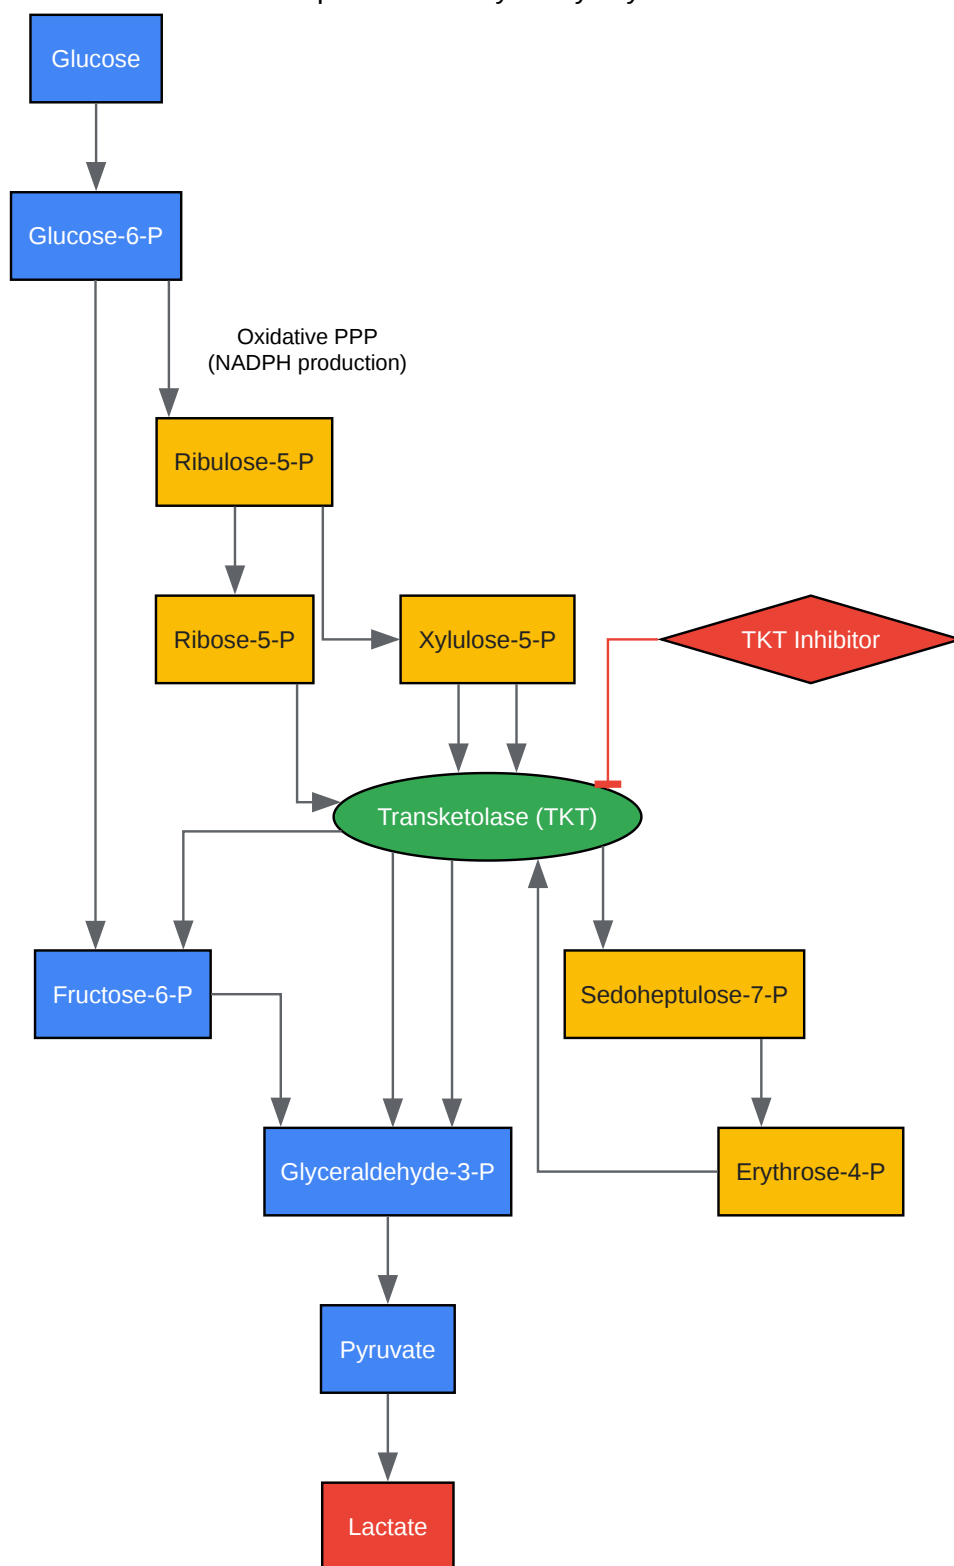 Glucose
Glucose-6-P
Oxidative PPP
(NADPH production)
Ribulose-5-P
Ribose-5-P
Xylulose-5-P
TKT Inhibitor
Transketolase (TKT)
Fructose-6-P
Sedoheptulose-7-P
Glyceraldehyde-3-P
Erythrose-4-P
Pyruvate
Lactate